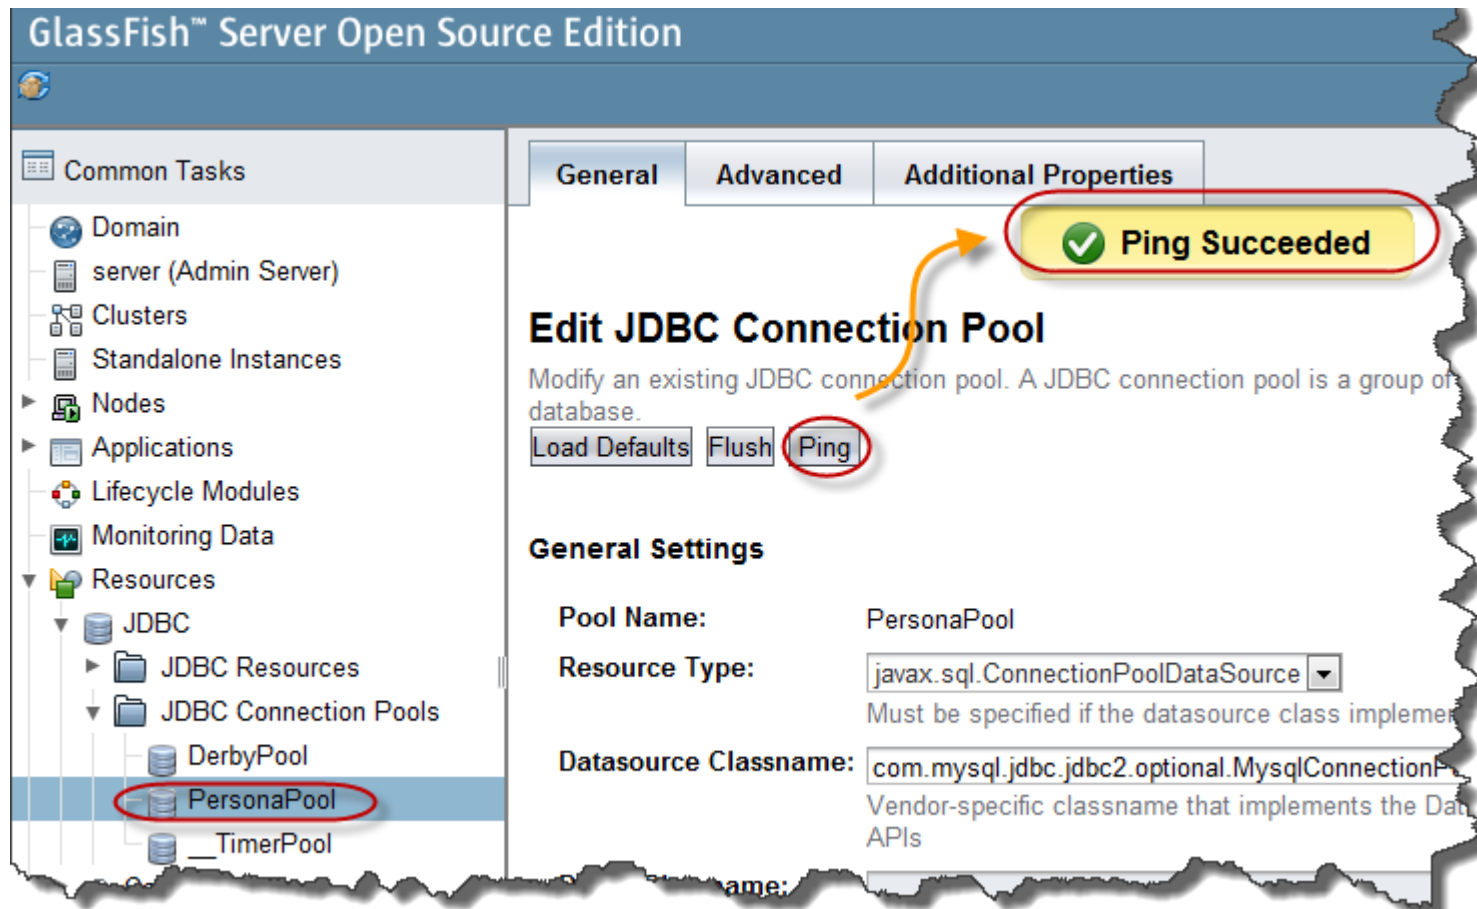 GlassFish™ Server Open Source Edition
Common Tasks
Domain
server (Admin Server)
Clusters
Standalone Instances
Nodes
Applications
Lifecycle Modules
Monitoring Data
Resources
JDBC
JDBC Resources
JDBC Connection Pools
DerbyPool
PersonaPool
__TimerPool
General
Advanced
Additional Properties
Ping Succeeded
Edit JDBC Connection Pool
Modify an existing JDBC connection pool. A JDBC connection pool is a group of
database.
Load Defaults
Flush
Ping
General Settings
Pool Name:
PersonaPool
Resource Type:
javax.sql.ConnectionPoolDataSource
Must be specified if the datasource class
Datasource Classname:
com.mysql.jdbc.jdbc2.optional.MysqlConnectionP
Vendor-specific classname that implements the
APIs